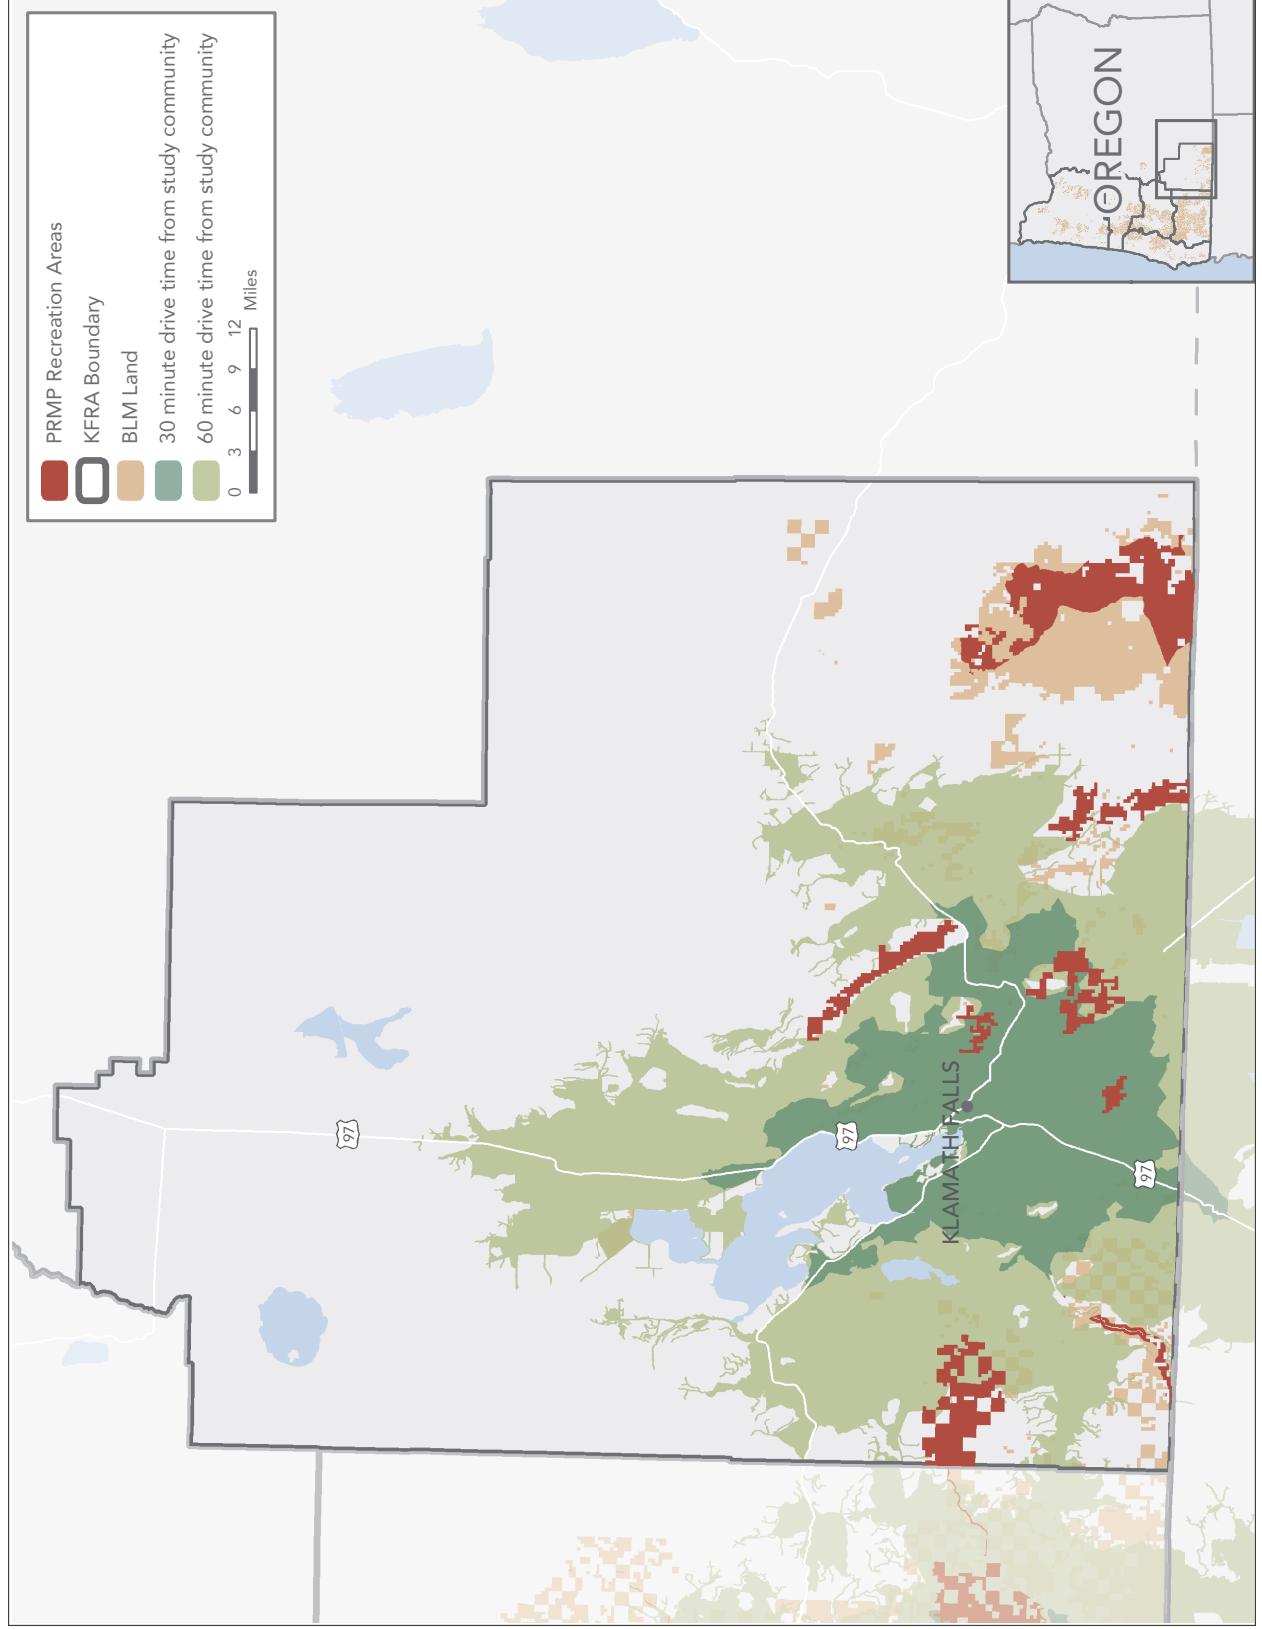 PRMP Recreation Areas
KFRA Boundary
BLM Land
30 minute drive time from study community
60 minute drive time from study community
0 3 6 9 12
Miles
OREGON
97
97
KLAMATH FALLS
97